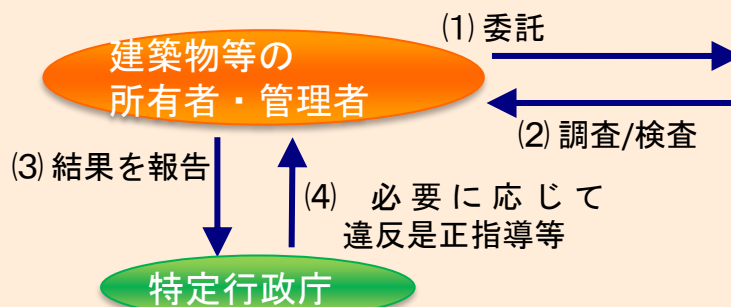 ⑴ 委託
建築物等の
所有者・管理者
⑵ 調査/検査
⑶ 結果を報告
⑷ 必要に応じて
違反是正指導等
特定行政庁